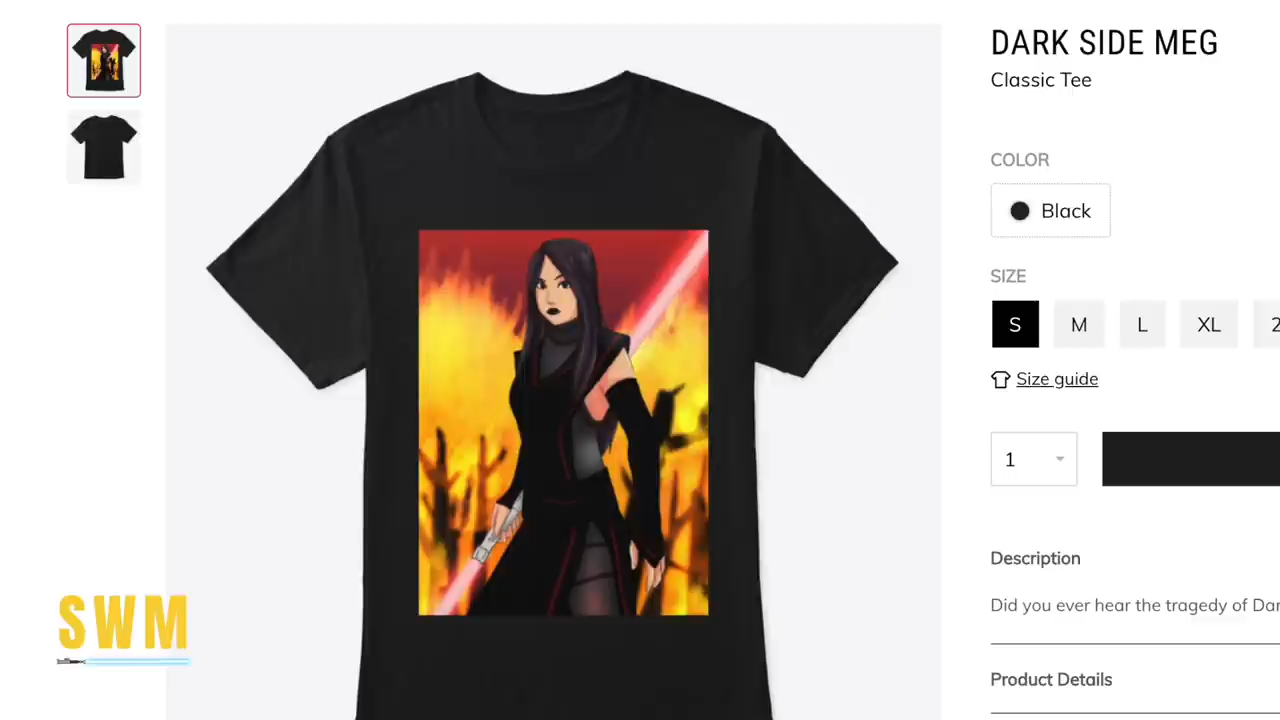 DARK SIDE MEG
Classic Tee
COLOR
Black
SIZE
S M L XL
Size guide
1
Description
Did you ever hear the tragedy of
Product Details
SWM